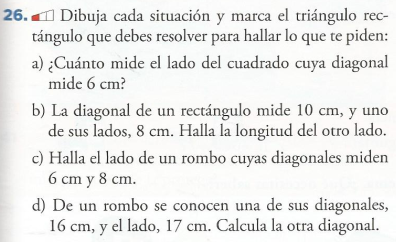 26. Dibuja cada situación y marca el triángulo rec-
tángulo que debes resolver para hallar lo que te piden:
a) ¿Cuánto mide el lado del cuadrado cuya diagonal
mide 6 cm?
b) La diagonal de un rectángulo mide 10 cm, y uno
de sus lados, 8 cm. Halla la longitud del otro lado.
c) Halla el lado de un rombo cuyas diagonales miden
6 cm y 8 cm.
d) De un rombo se conocen una de sus diagonales,
16 cm, y el lado, 17 cm. Calcula la otra diagonal.